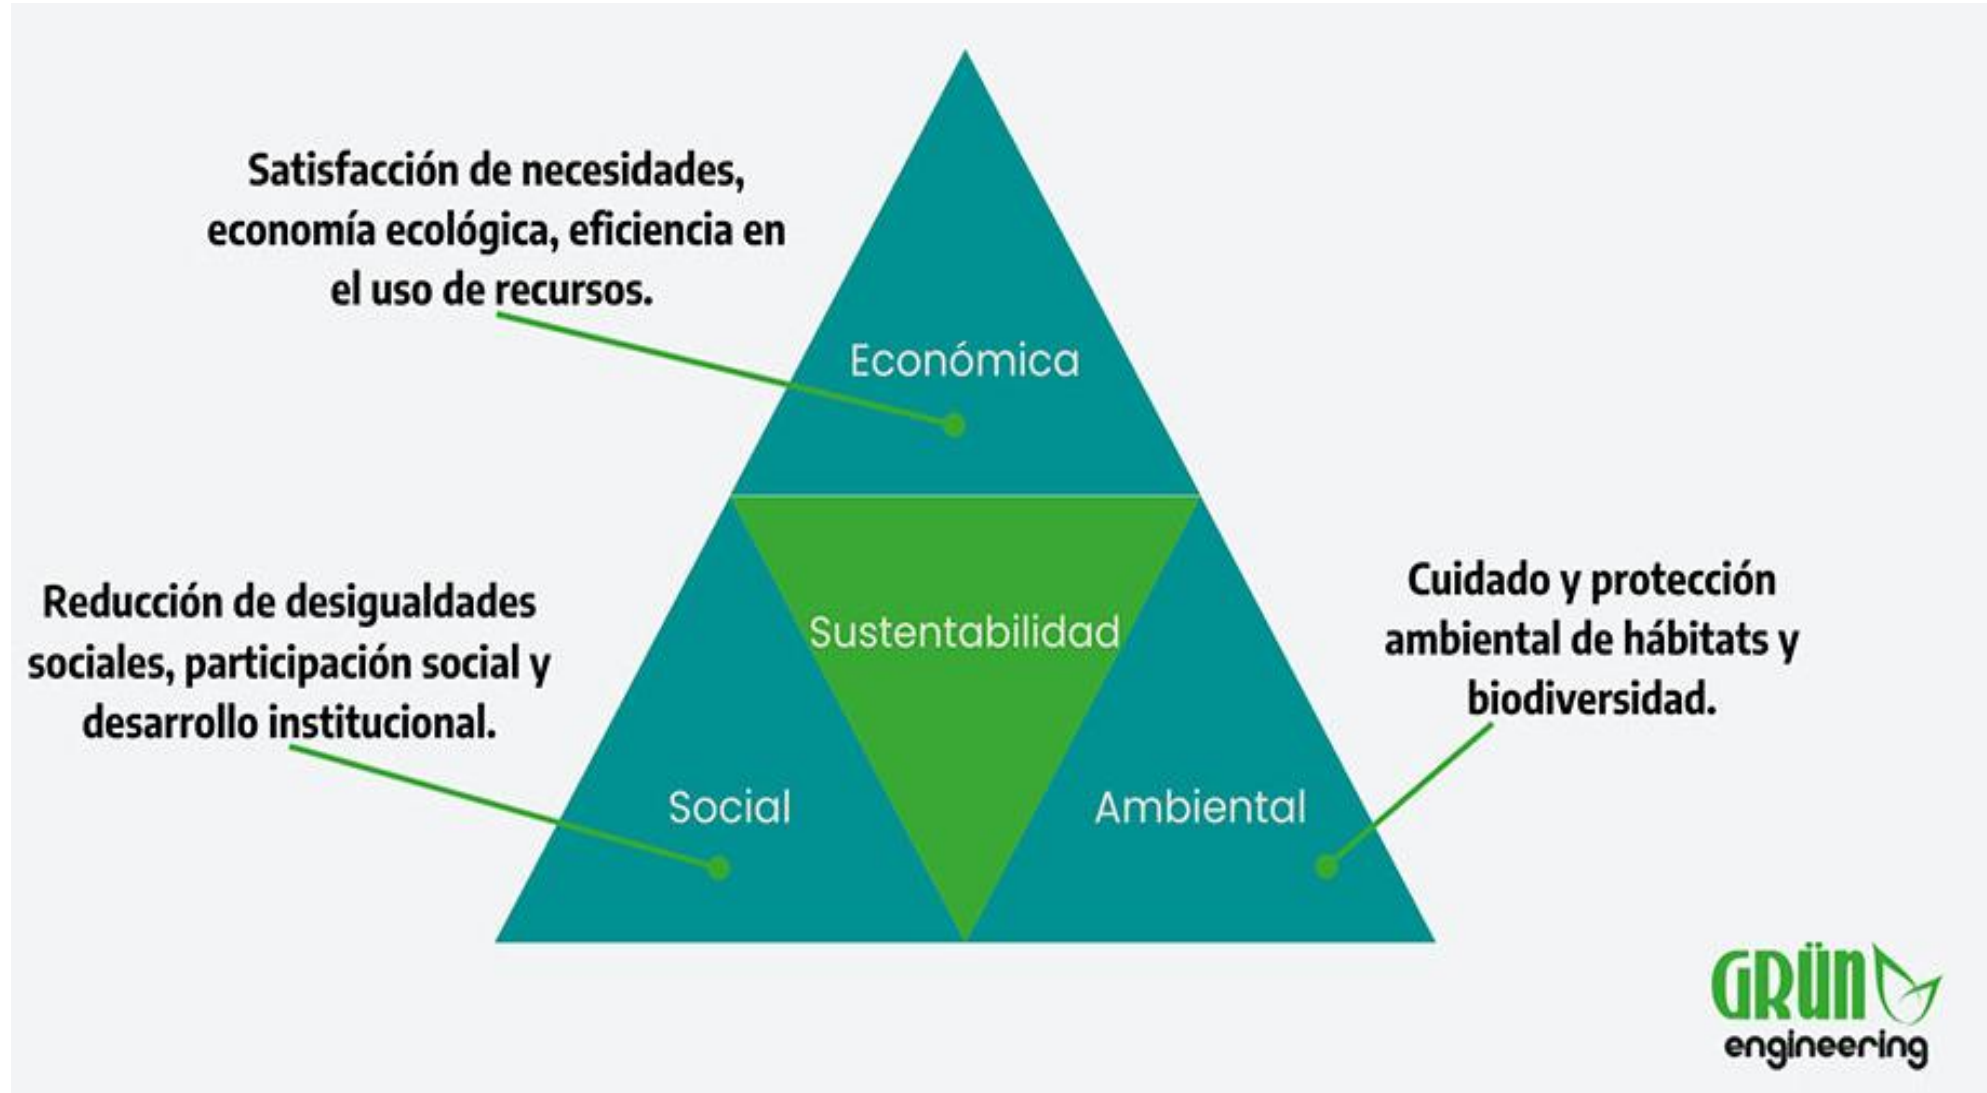 Satisfacción de necesidades,
economía ecológica, eficiencia en
el uso de recursos.
Económica
Reducción de desigualdades
sociales, participación social y
desarrollo institucional.
Sustentabilidad
Cuidado y protección
ambiental de hábitats y
biodiversidad.
Social
Ambiental
GRÜN
engineering